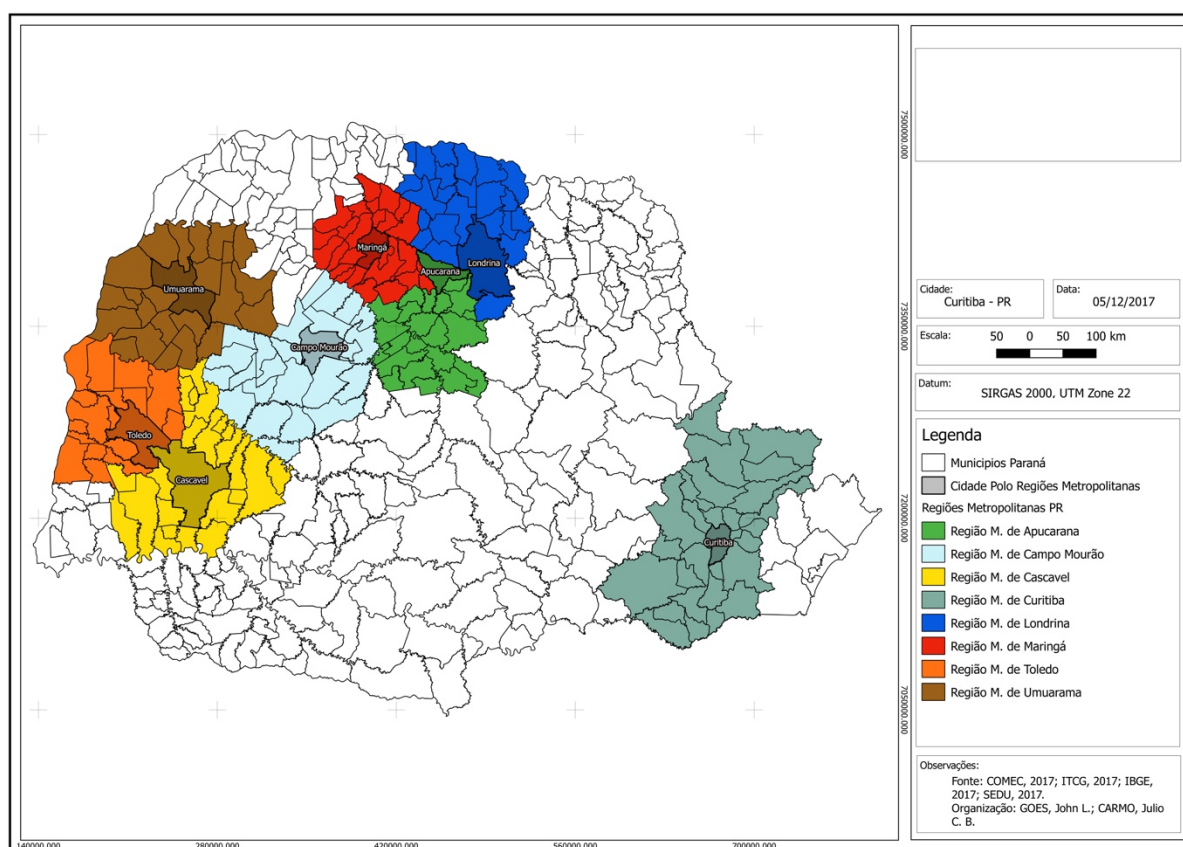 Maringá
Londrina
Apucarana
Umuarama
Campo Mourão
Toledo
Cascavel
Curitiba
7500000.000
7350000.000
7200000.000
7050000.000
140000.000
280000.000
420000.000
560000.000
700000.000
Cidade:
Curitiba - PR
Data:
05/12/2017
Escala:
50 0 50 100 km
Datum:
SIRGAS 2000, UTM Zone 22
Legenda
Municipios Paraná
Cidade Polo Regiões Metropolitanas
Regiões Metropolitanas PR
Região M. de Apucarana
Região M. de Campo Mourão
Região M. de Cascavel
Região M. de Curitiba
Região M. de Londrina
Região M. de Maringá
Região M. de Toledo
Região M. de Umuarama
Observações:
Fonte: COMEC, 2017; ITCG, 2017; IBGE,
2017; SEDU, 2017.
Organização: GOES, John L.; CARMO, Julio
C. B.